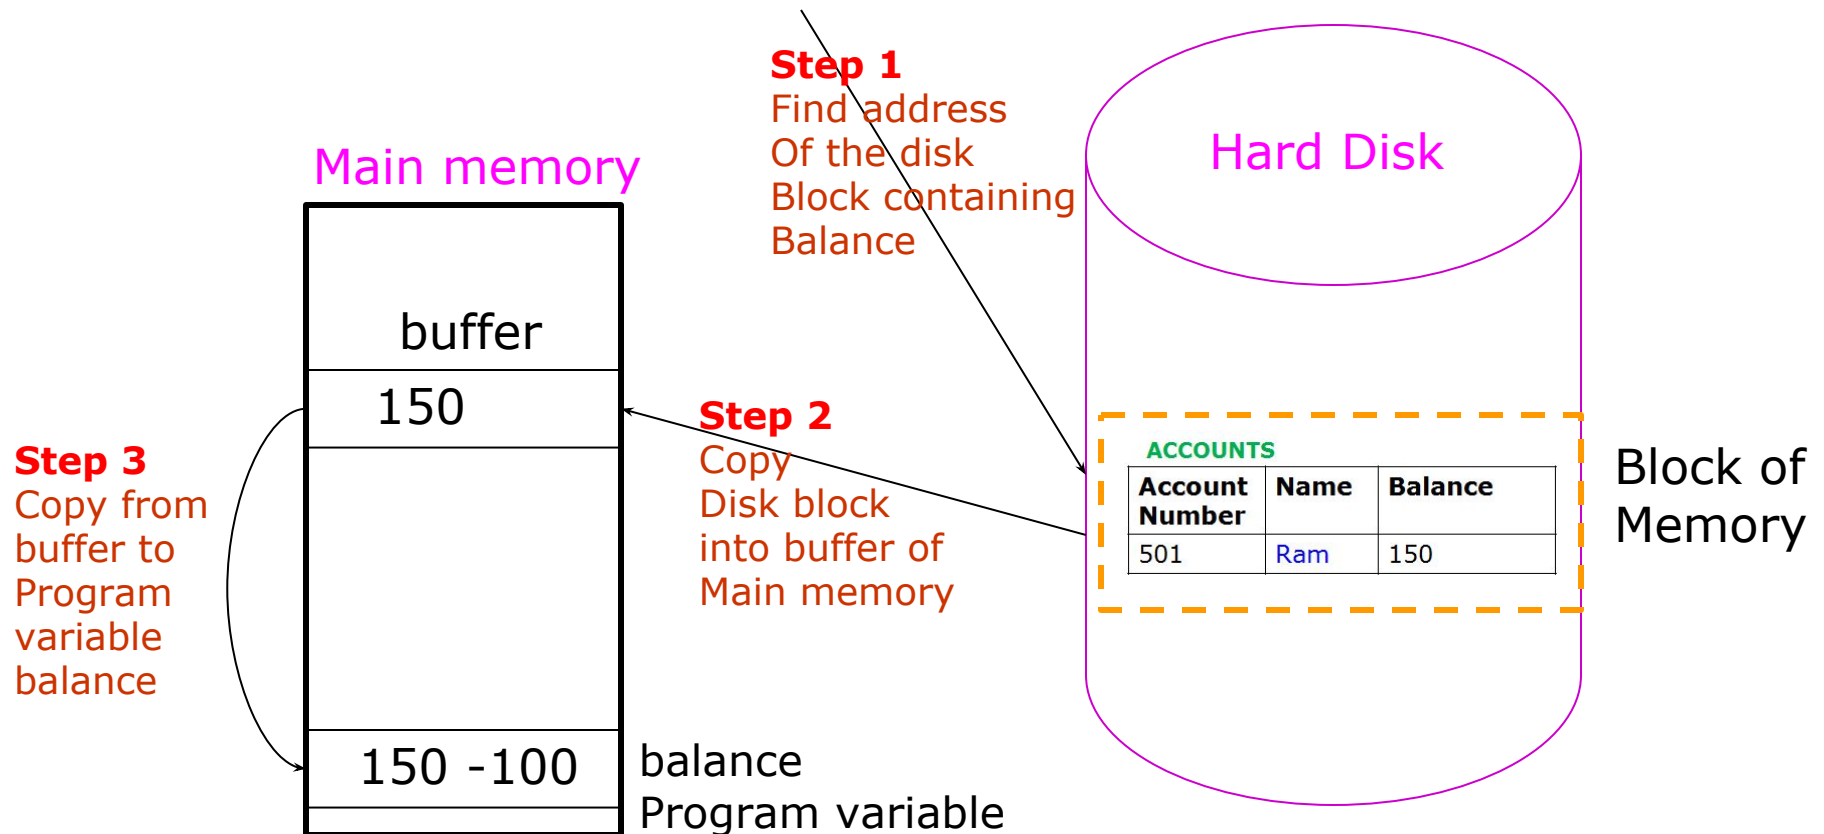 Step 1
Find address
Of the disk
Block containing
Balance
Hard Disk
Main memory
buffer
150
Step 2
Copy
Disk block
into buffer of
Main memory
Step 3
Copy from
buffer to
Program
variable
balance
ACCOUNTS
Account Number Name Balance
501 Ram 150
Block of
Memory
150 -100
balance
Program variable